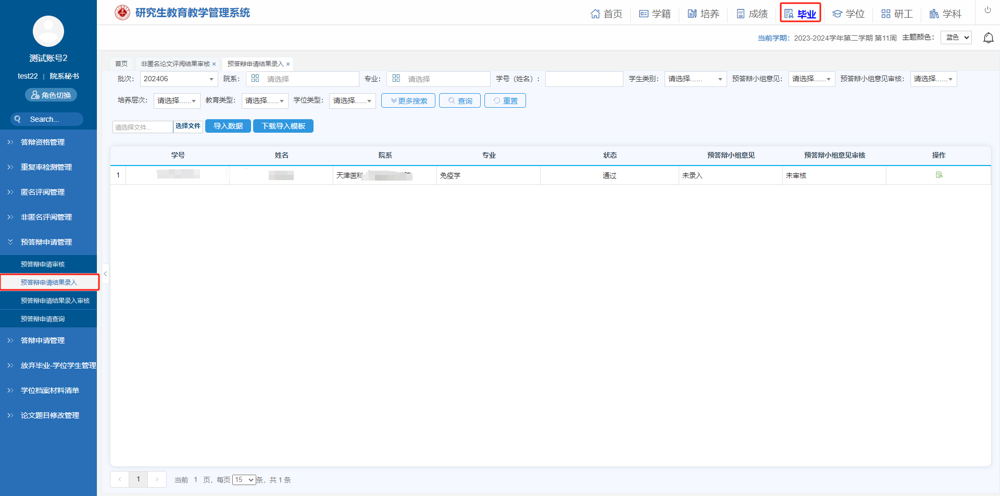 研究生教育教学管理系统
首页 学籍 培养 成绩 毕业 学位 研工 学科
当前学期：2023-2024学年第二学期 第11周 主题颜色： 蓝色
测试账号2
test22 | 院系秘书
角色切换
Search...
答辩资格管理
重复率检测管理
匿名评阅管理
非匿名评阅管理
预答辩申请管理
预答辩申请审核
预答辩申请结果录入
预答辩申请结果录入审核
预答辩申请查询
答辩申请管理
放弃毕业-学位学生管理
学位档案材料清单
论文题目修改管理
首页 非匿名论文评阅结果审核 × 预答辩申请结果录入 ×
批次： 202406 院系： 请选择 专业： 请选择 学号（姓名）： 学生类别： 请选择...... 预答辩小组意见： 请选择...... 预答辩小组意见审核： 请选择......
培养层次： 请选择...... 教育类型： 请选择...... 学位类型： 请选择...... 更多搜索 查询 重置
请选择文件... 选择文件 导入数据 下载导入模板
学号 姓名 院系 专业 状态 预答辩小组意见 预答辩小组意见审核 操作
1 天津医科 免疫学 通过 未录入 未审核
< 1 > 当前 1 页，每页 15 条，共 1 条